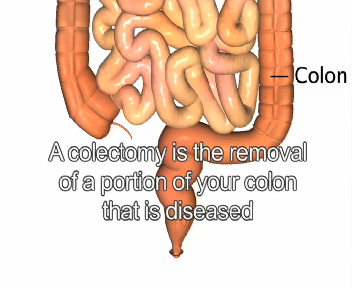 Colon
A colectomy is the removal
of a portion of your colon
that is diseased